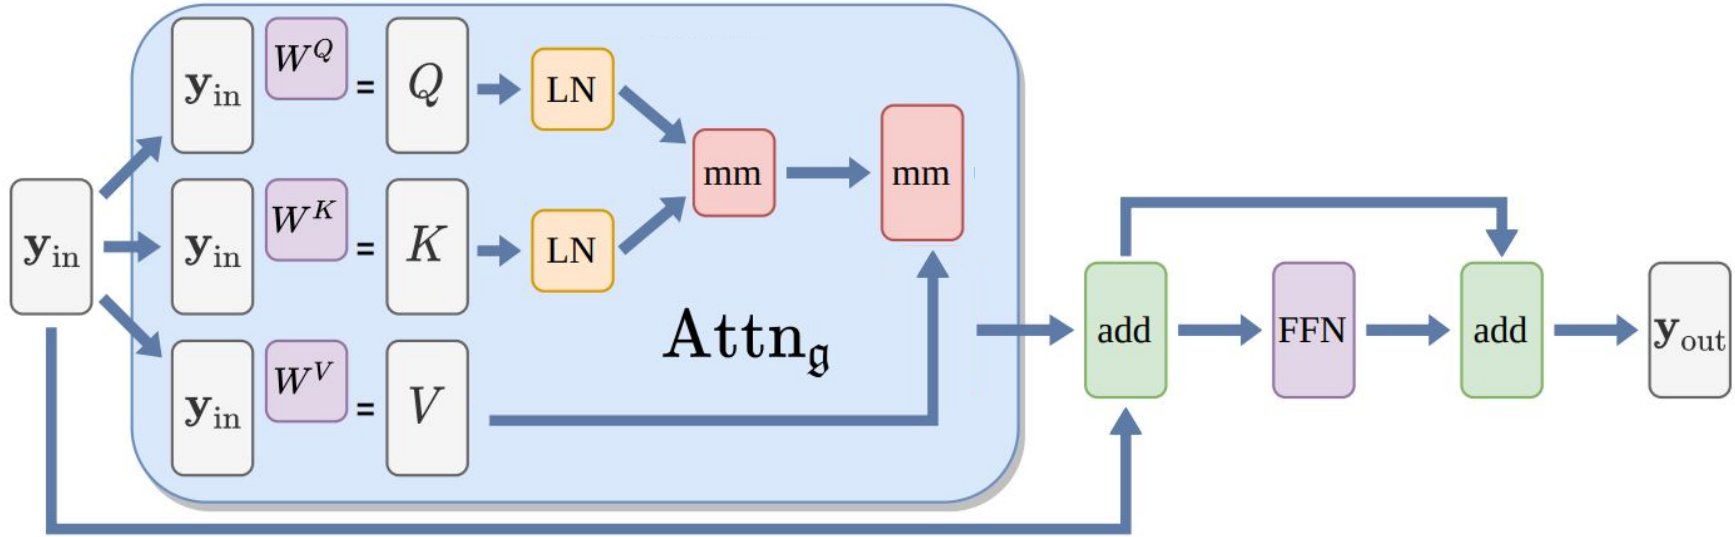 y_in W^Q = Q LN
mm mm
y_in y_in W^K = K LN
Attn_𝔤
add FFN add y_out
y_in W^V = V